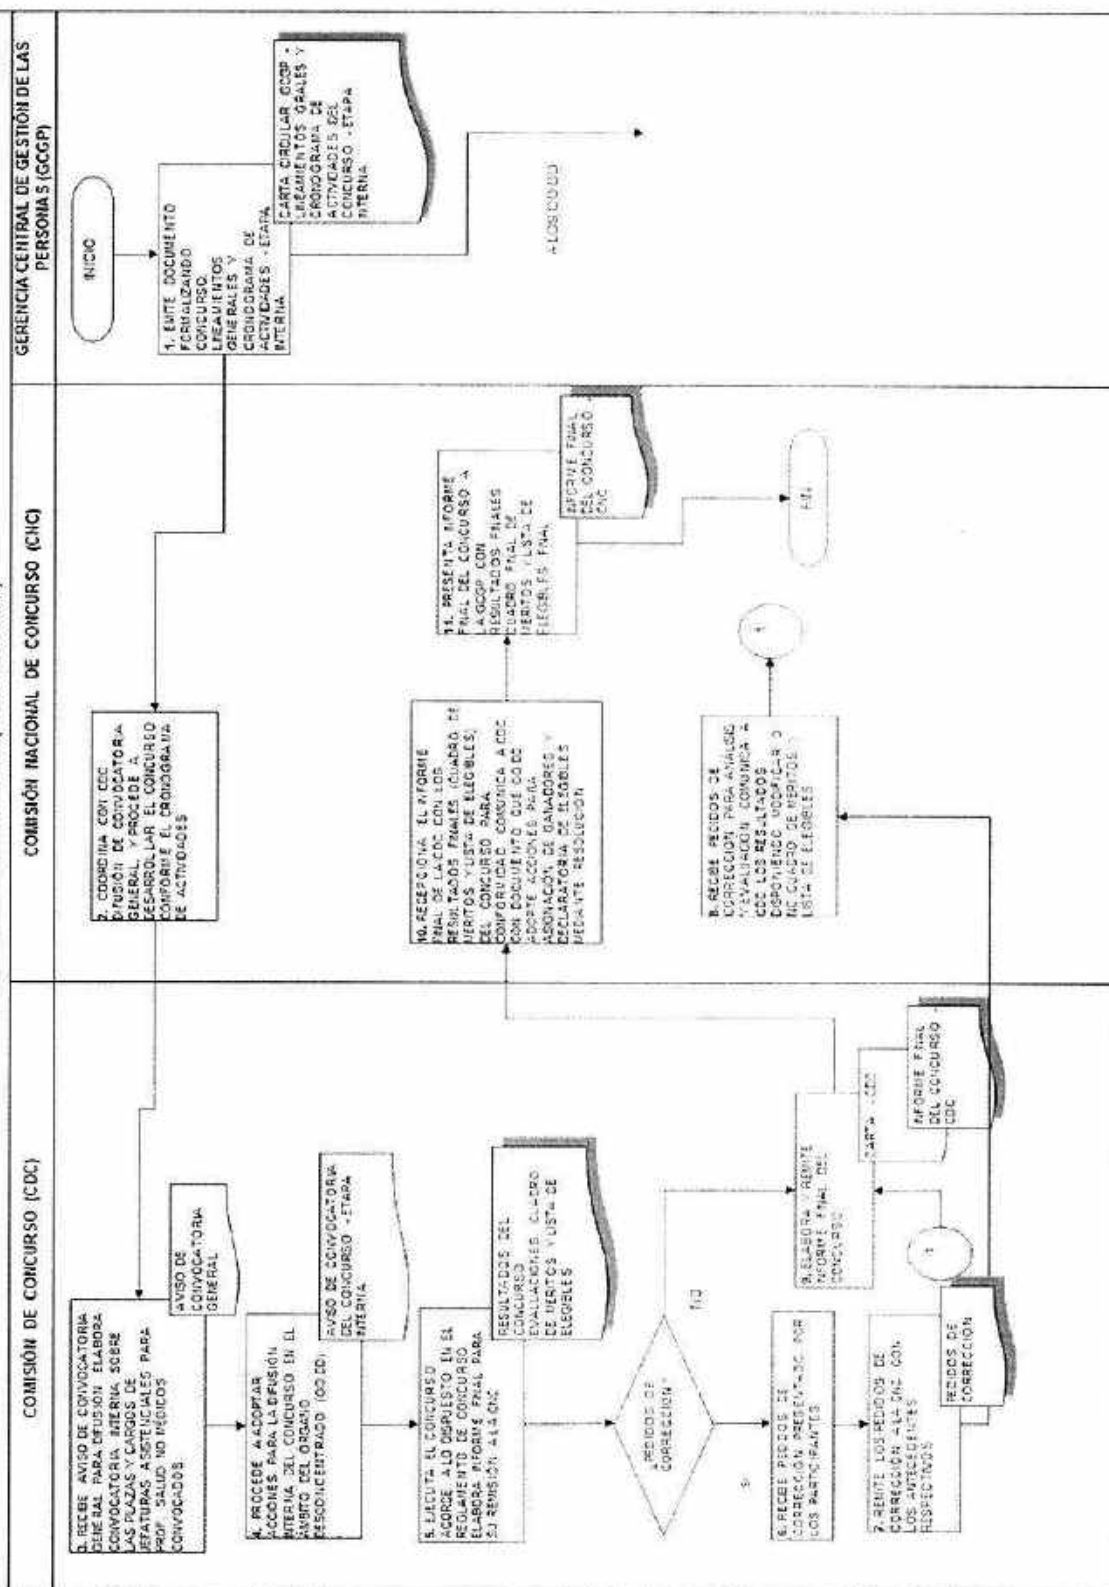 GERENCIA CENTRAL DE GESTIÓN DE LAS
PERSONAS (GCGP)
INICIO
1. EMITE DOCUMENTO
FORMALIZANDO
CONCURSO,
LINEAMIENTOS
GENERALES Y
CRONOGRAMA DE
ACTIVIDADES - ETAPA
INTERNA
CARTA CIRCULAR GCGP -
LINEAMIENTOS GRALES Y
CRONOGRAMA DE
ACTIVIDADES DEL
CONCURSO - ETAPA
INTERNA
A LOS OODD
COMISIÓN NACIONAL DE CONCURSO (CNC)
2. COORDINA CON CDC
DIFUSIÓN DE CONVOCATORIA
GENERAL, Y PROCEDE A
DESARROLLAR EL CONCURSO
CONFORME EL CRONOGRAMA
DE ACTIVIDADES
10. RECEPCIONA EL INFORME
FINAL DE LA CDC CON LOS
RESULTADOS FINALES (CUADRO DE
MERITOS Y LISTA DE ELEGIBLES)
DEL CONCURSO PARA
CONFORMIDAD, COMUNICA A CDC
CON DOCUMENTO QUE OODD
ADOPTE ACCIONES PARA
ASIGNACIÓN DE GANADORES Y
DECLARATORIA DE ELEGIBLES
MEDIANTE RESOLUCIÓN
11. PRESENTA INFORME
FINAL DEL CONCURSO A
LA GCGP CON
RESULTADOS FINALES
CUADRO FINAL DE
MERITOS Y LISTA DE
ELEGIBLES FINAL
INFORME FINAL
DEL CONCURSO -
CNC
FIN
8. RECIBE PEDIDOS DE
CORRECCIÓN PARA ANÁLISIS
Y EVALUACIÓN COMUNICA A
CDC LOS RESULTADOS
DISPONIENDO MODIFICAR O
NO CUADRO DE MERITOS Y
LISTA DE ELEGIBLES
1
COMISIÓN DE CONCURSO (CDC)
3. RECIBE AVISO DE CONVOCATORIA
GENERAL PARA DIFUSIÓN ELABORA
CONVOCATORIA INTERNA SOBRE
LAS PLAZAS Y CARGOS DE
JEFATURAS ASISTENCIALES PARA
PROF. SALUD NO MÉDICOS
CONVOCADOS
AVISO DE
CONVOCATORIA
GENERAL
4. PROCEDE A ADOPTAR
ACCIONES PARA LA DIFUSIÓN
INTERNA DEL CONCURSO EN EL
ÁMBITO DEL ÓRGANO
DESCONCENTRADO (OODD)
AVISO DE CONVOCATORIA
DEL CONCURSO - ETAPA
INTERNA
5. EJECUTA EL CONCURSO
ACORDE A LO DISPUESTO EN EL
REGLAMENTO DE CONCURSO
ELABORA INFORME FINAL PARA
SU REMISIÓN A LA CNC
RESULTADOS DEL
CONCURSO
EVALUACIONES, CUADRO
DE MERITOS Y LISTA DE
ELEGIBLES
PEDIDOS DE
CORRECCION?
NO
SI
6. RECIBE PEDIDOS DE
CORRECCIÓN PRESENTADO POR
LOS PARTICIPANTES
7. REMITE LOS PEDIDOS DE
CORRECCIÓN A LA CNC CON
LOS ANTECEDENTES
RESPECTIVOS
PEDIDOS DE
CORRECCIÓN
1
9. ELABORA Y REMITE
INFORME FINAL DEL
CONCURSO
CARTA - CDC
INFORME FINAL
DEL CONCURSO -
CDC